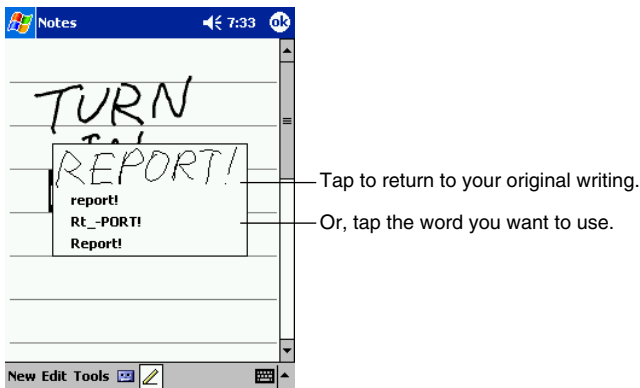 Notes 7:33 ok
TURN
IN
REPORT!
Tap to return to your original writing.
report!
Rt_-PORT!
Or, tap the word you want to use.
Report!
New Edit Tools